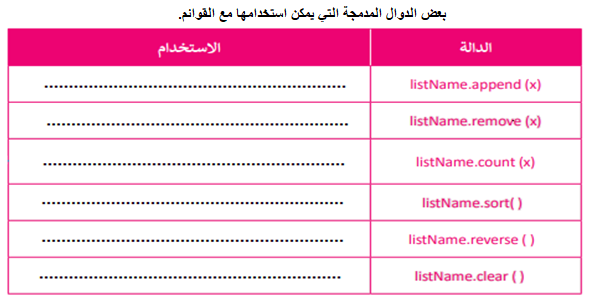 بعض الدوال المدمجة التي يمكن استخدامها مع القوائم.
الدالة الاستخدام
listName.append (x) ............................................................
listName.remove (x) ............................................................
listName.count (x) ............................................................
listName.sort( ) ............................................................
listName.reverse ( ) ............................................................
listName.clear ( ) ............................................................